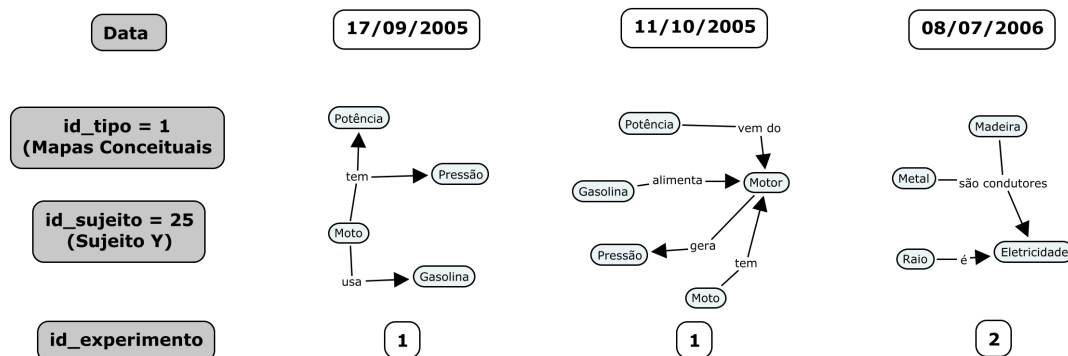 Data
17/09/2005
11/10/2005
08/07/2006
id_tipo = 1
(Mapas Conceituais
id_sujeito = 25
(Sujeito Y)
Potência
tem
Pressão
Moto
usa
Gasolina
Potência
vem do
Gasolina
alimenta
Motor
Pressão
gera
tem
Moto
Madeira
Metal
são condutores
Raio
é
Eletricidade
id_experimento
1
1
2